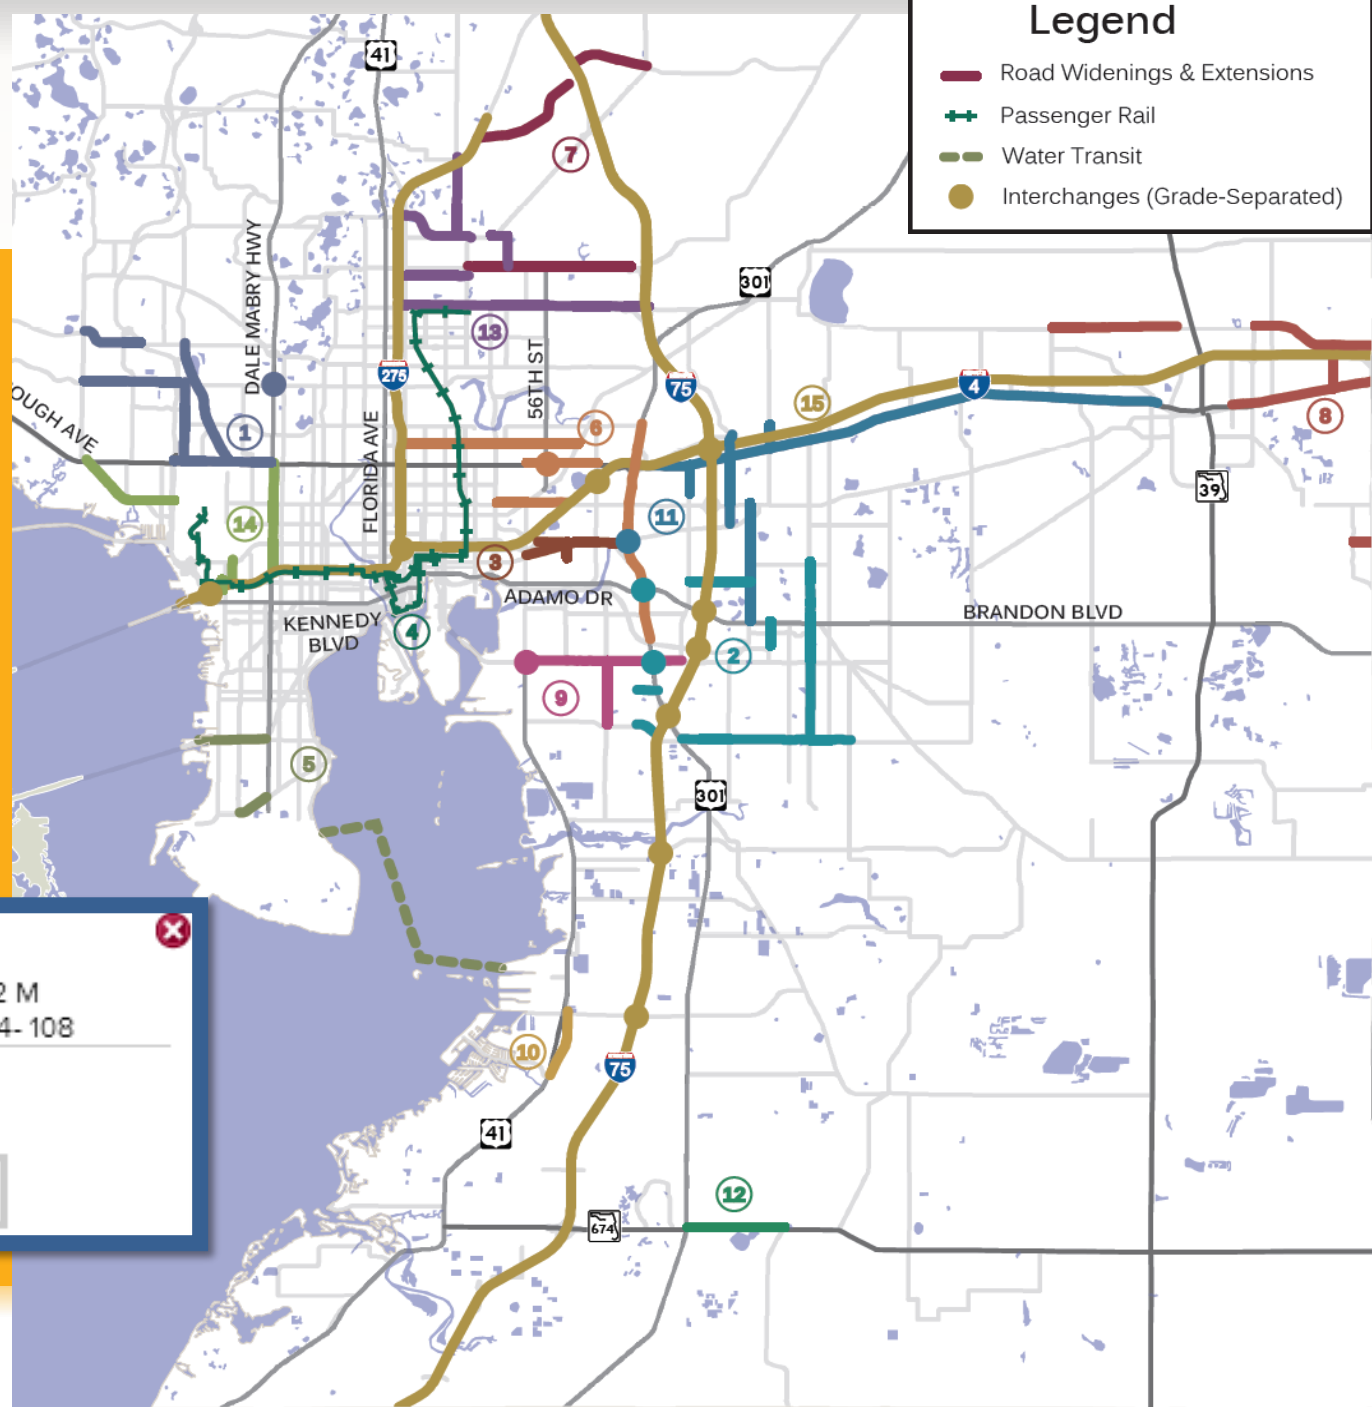 Legend
Road Widenings & Extensions
Passenger Rail
Water Transit
Interchanges (Grade-Separated)
41
7
DALE MABRY HWY
301
13
56TH ST
275
75
4
15
8
OUGH AVE
1
FLORIDA AVE
6
39
14
11
3
ADAMO DR
BRANDON BLVD
KENNEDY
BLVD
4
2
9
5
301
2 M
4-108
10
75
41
12
674